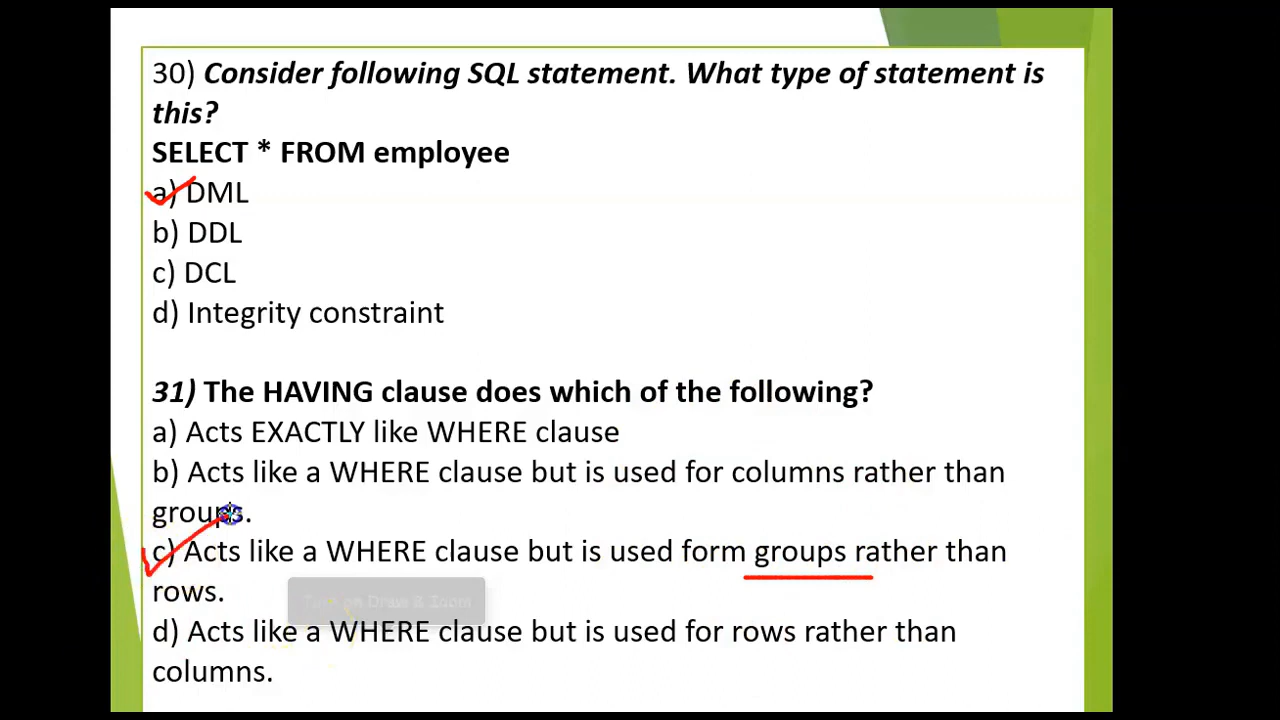 30) Consider following SQL statement. What type of statement is
this?
SELECT * FROM employee
a) DML
b) DDL
c) DCL
d) Integrity constraint
31) The HAVING clause does which of the following?
a) Acts EXACTLY like WHERE clause
b) Acts like a WHERE clause but is used for columns rather than
groups.
c) Acts like a WHERE clause but is used form groups rather than
rows.
d) Acts like a WHERE clause but is used for rows rather than
columns.